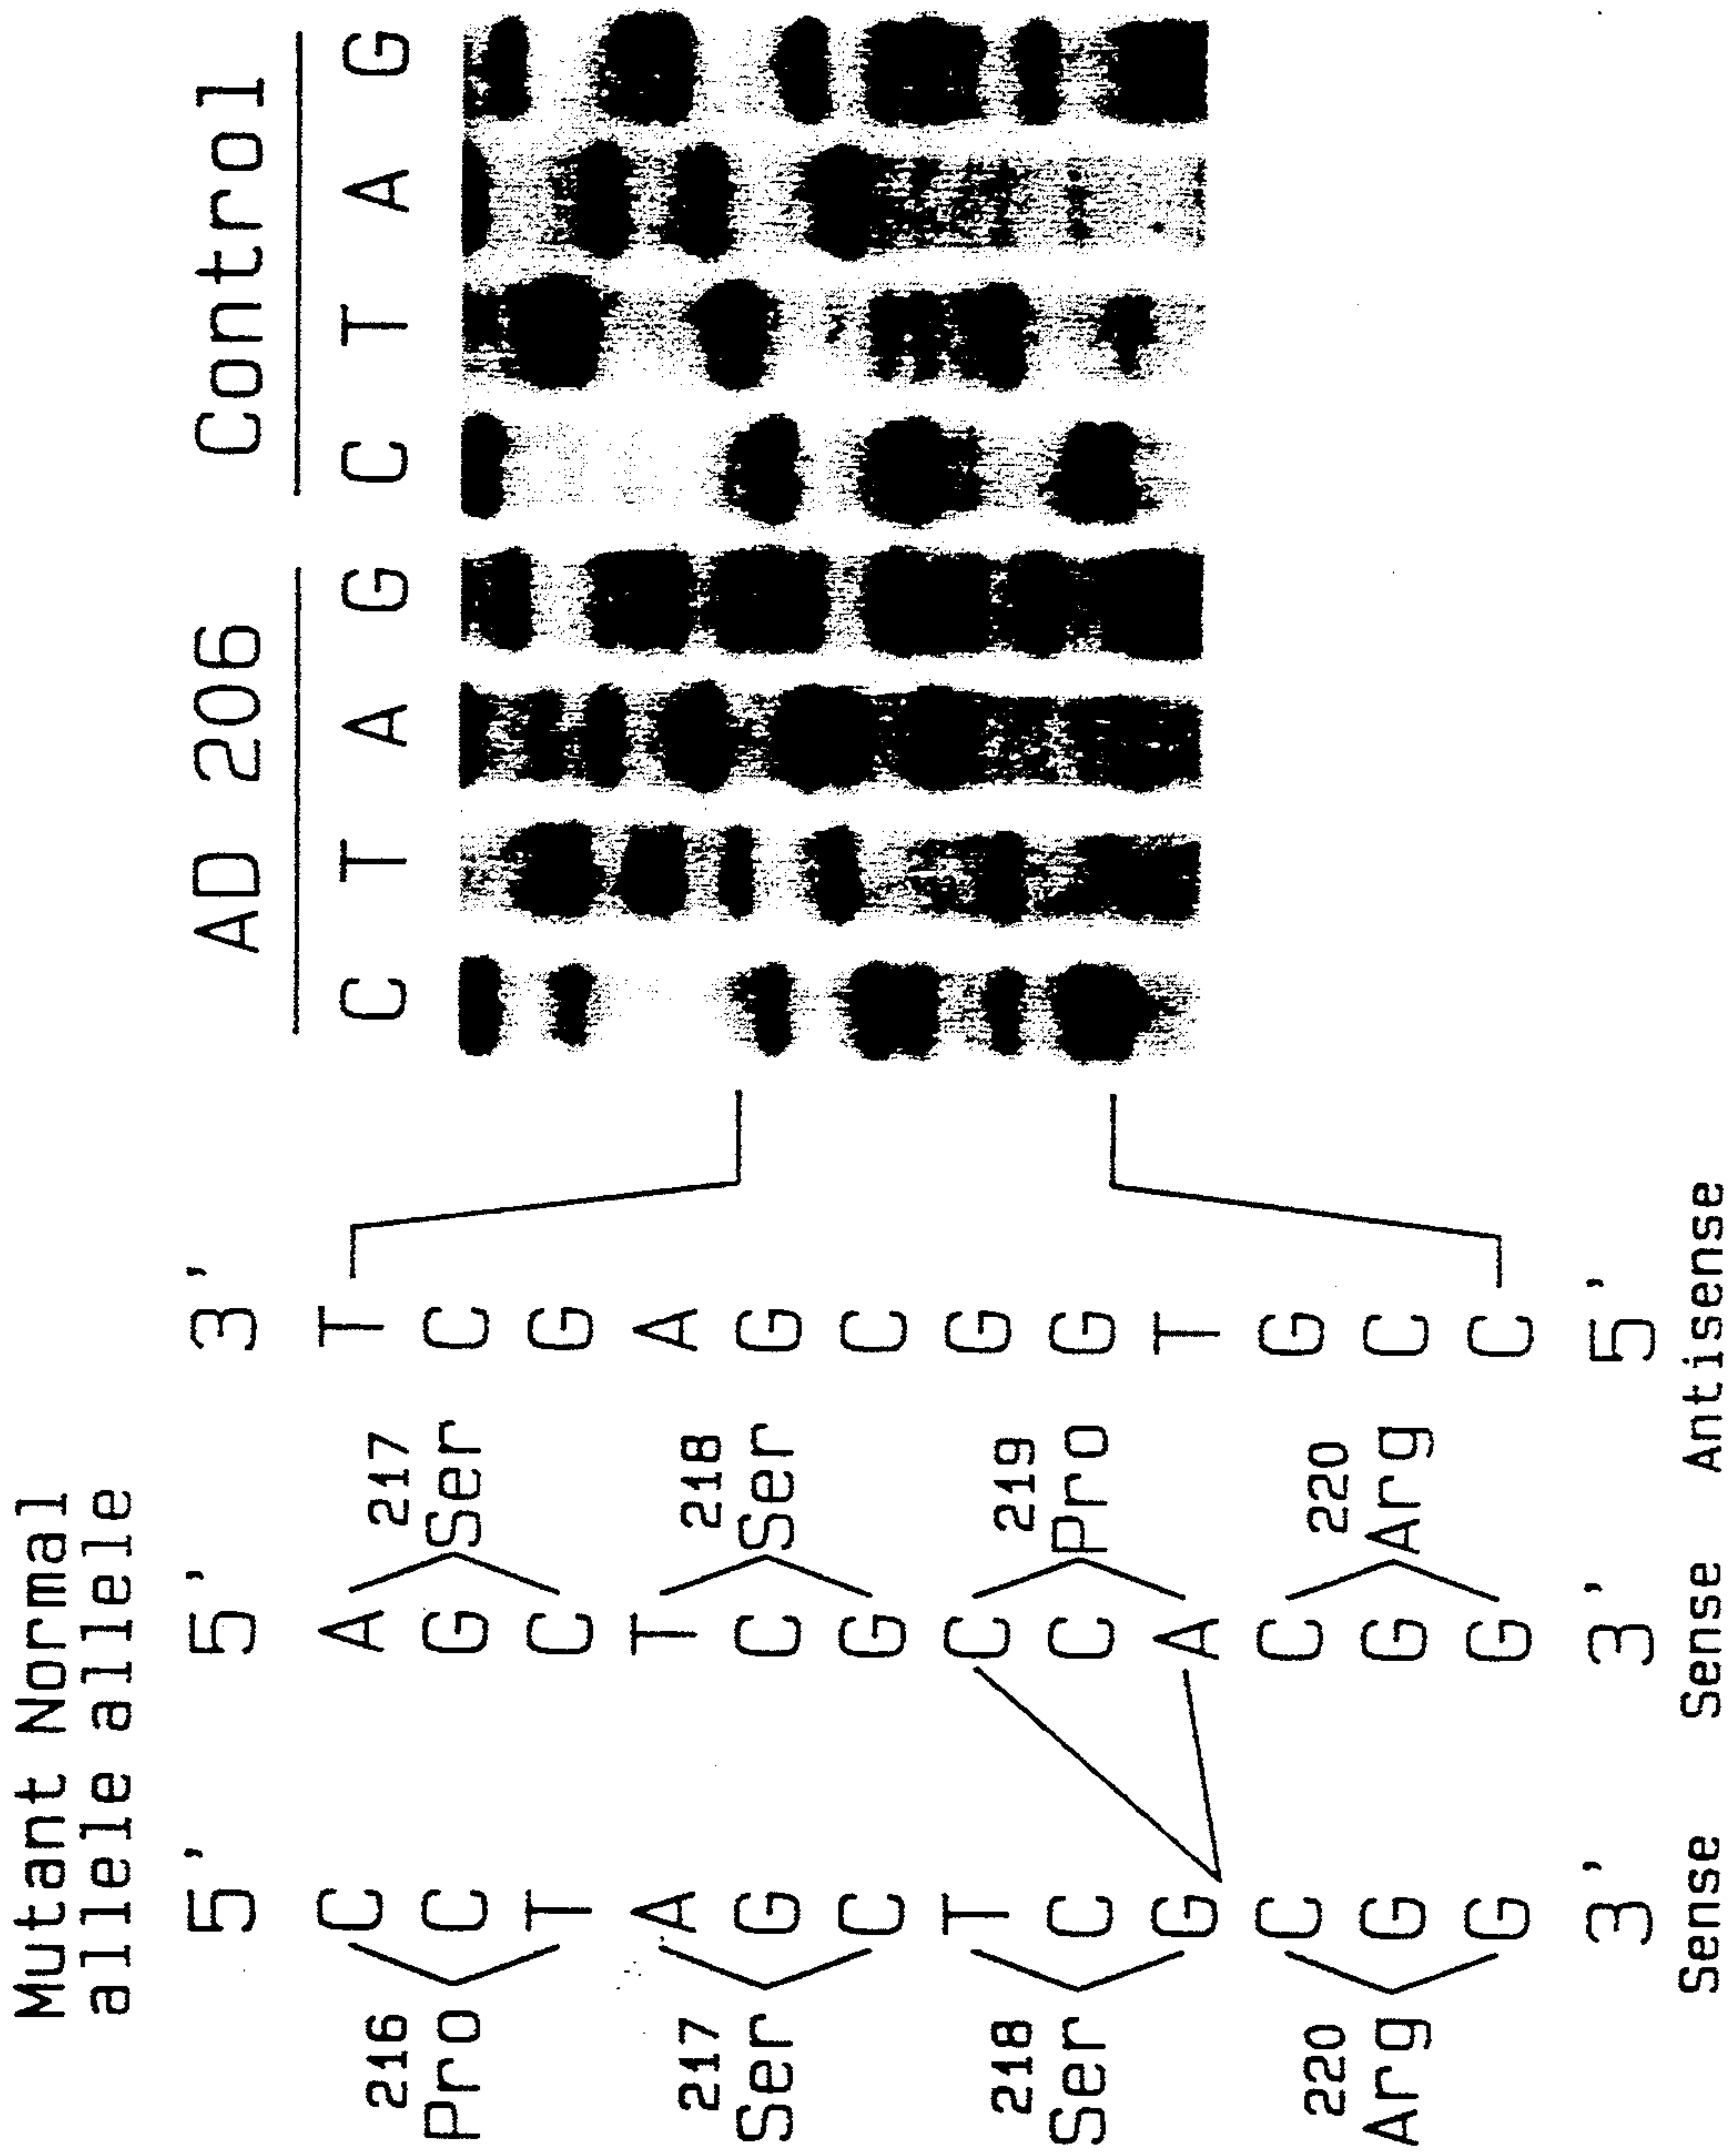 Mutant Normal
allele allele
5' 5' 3' AD 206 Control
216 C A 217 T C T A G C T A G
Pro C G Ser C
T C G
217 A T 218 A
Ser G C Ser G
C G C
218 T C 219 G
Ser C C Pro G
G A T
220 C C 220 G
Arg G G Arg C
G G C
3' 3' 5'
Sense Sense Antisense